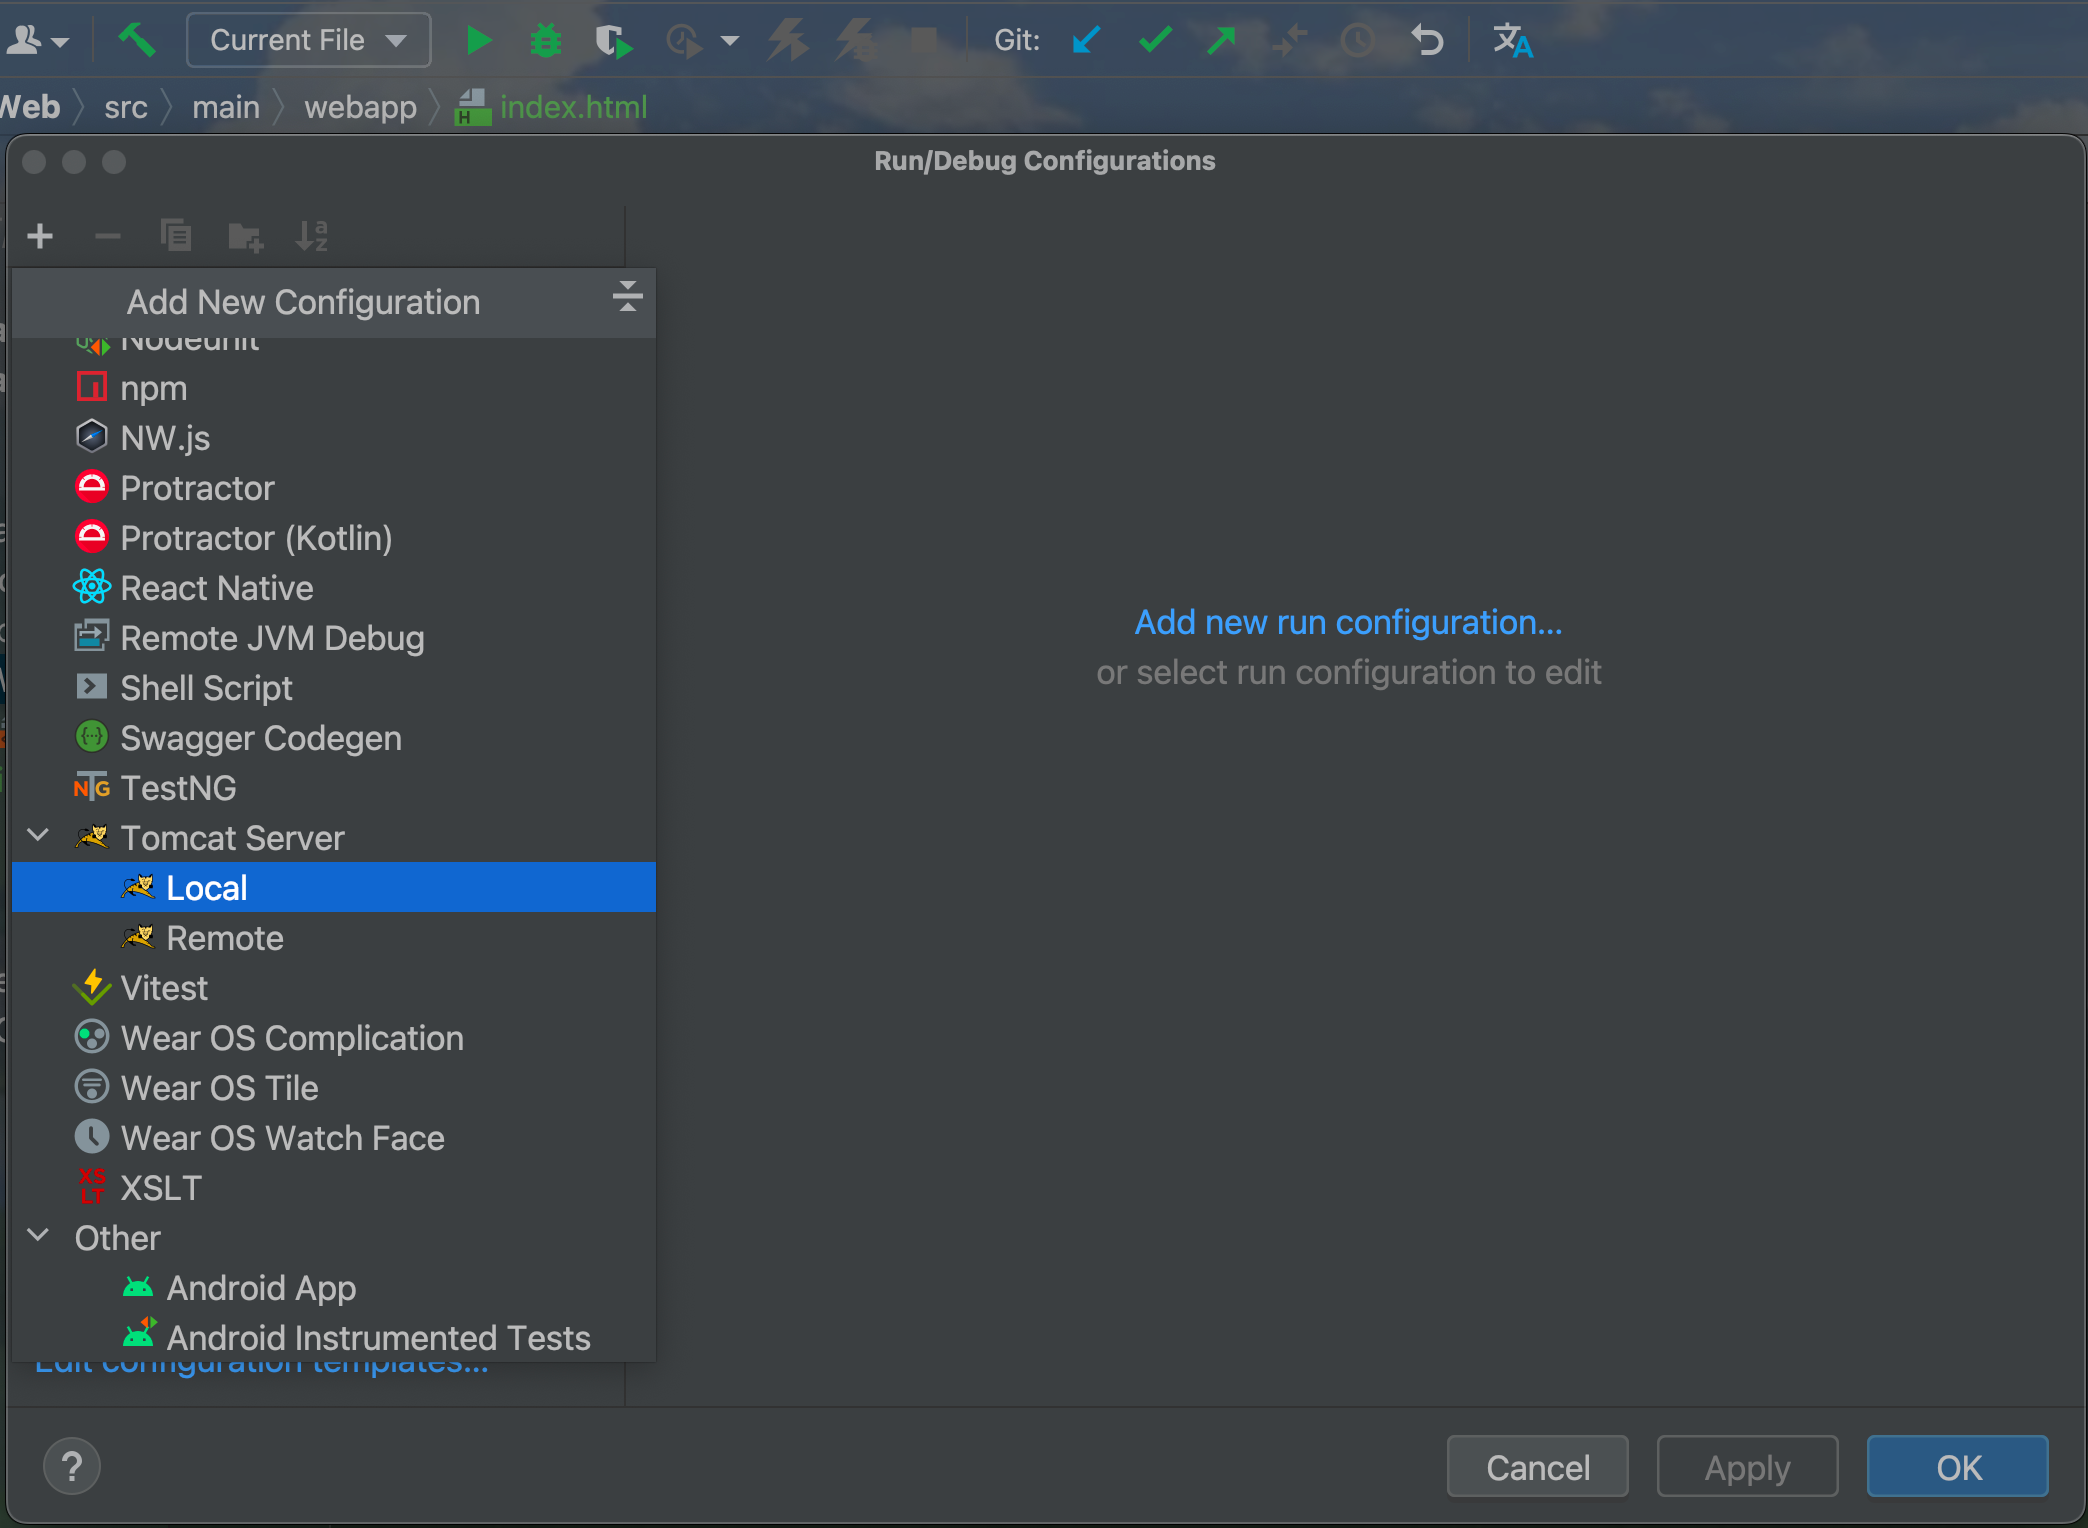 Current File
Git:
Web src main webapp index.html
Run/Debug Configurations
Add New Configuration
Nodeunit
npm
NW.js
Protractor
Protractor (Kotlin)
React Native
Remote JVM Debug
Shell Script
Swagger Codegen
TestNG
Tomcat Server
Local
Remote
Vitest
Wear OS Complication
Wear OS Tile
Wear OS Watch Face
XSLT
Other
Android App
Android Instrumented Tests
Edit configuration templates...
Add new run configuration...
or select run configuration to edit
?
Cancel
Apply
OK